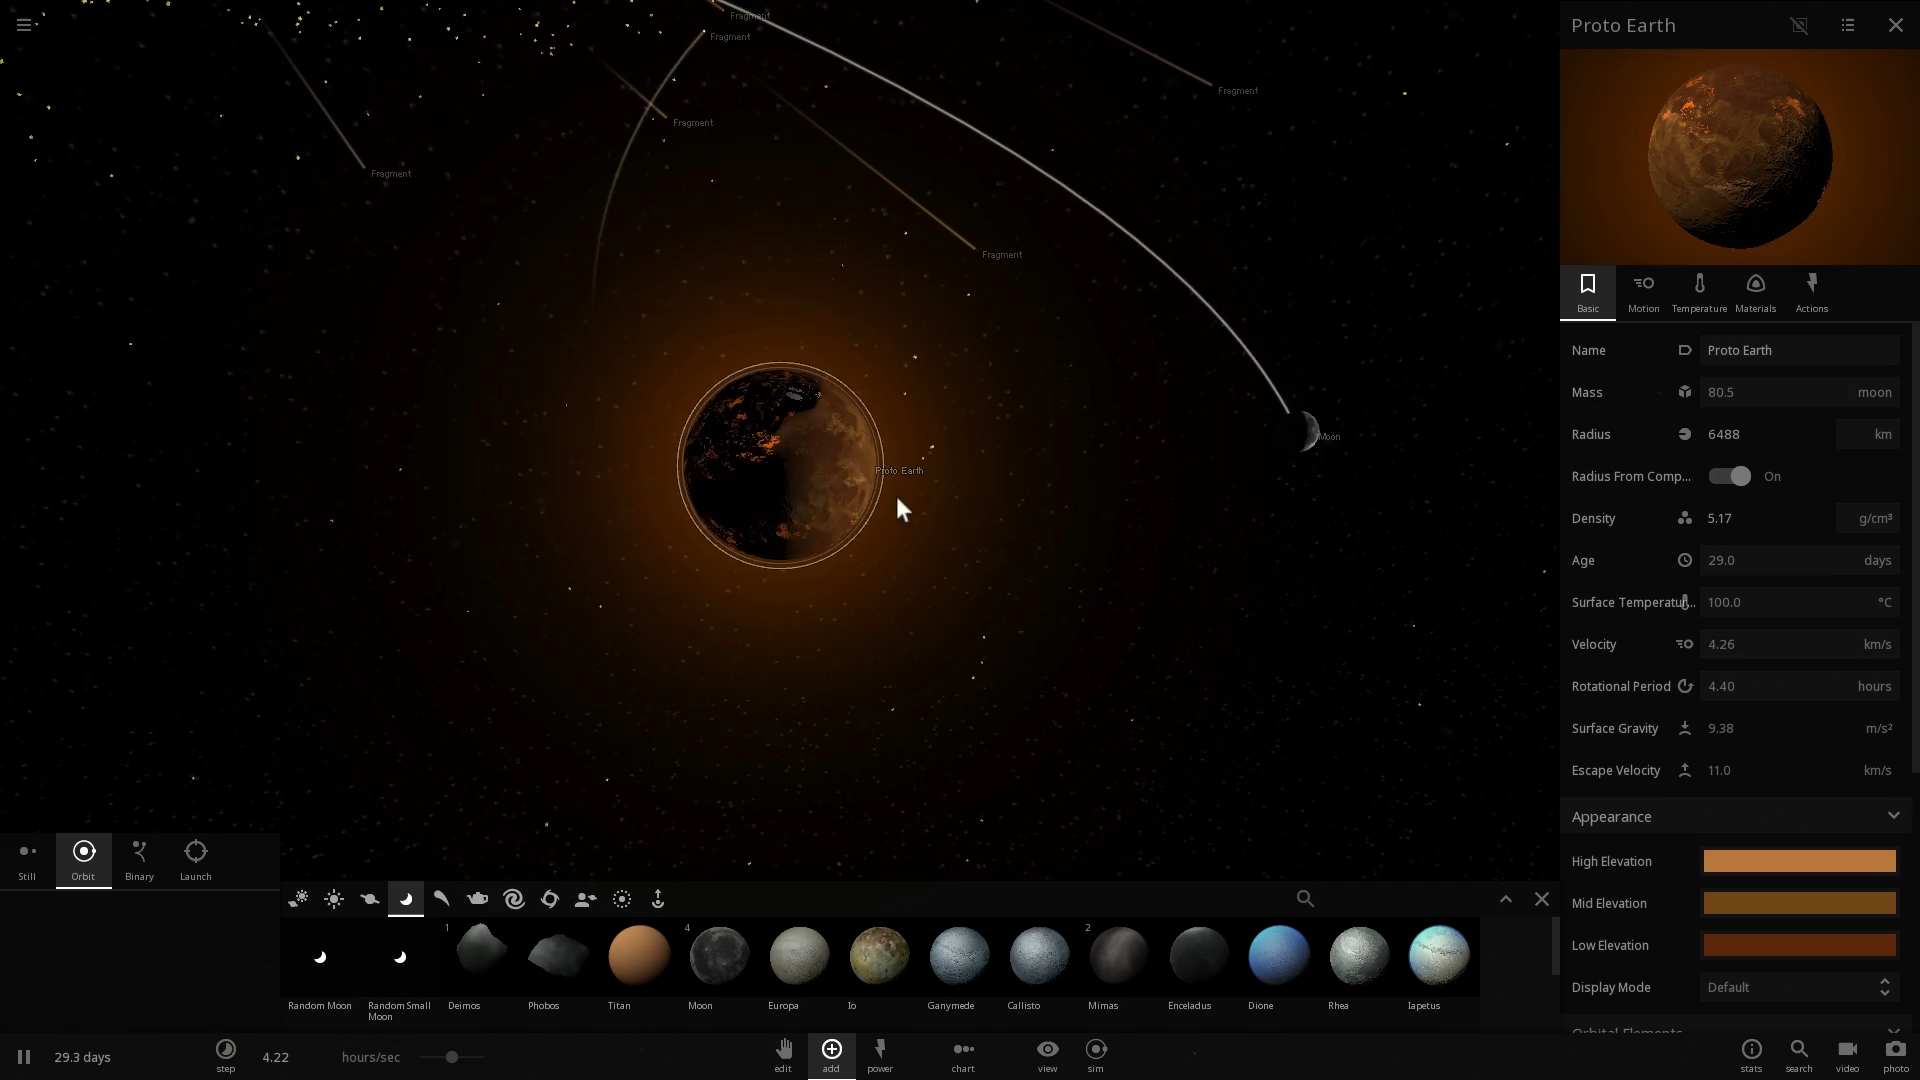 Fragment
Fragment
Fragment
Fragment
Fragment
Fragment
Proto Earth
Moon
Proto Earth
Basic
Motion
Temperature
Materials
Actions
Name Proto Earth
Mass 80.5 moon
Radius 6488 km
Radius From Comp... On
Density 5.17 g/cm³
Age 29.0 days
Surface Temperatur... 100.0 °C
Velocity 4.26 km/s
Rotational Period 4.40 hours
Surface Gravity 9.38 m/s²
Escape Velocity 11.0 km/s
Appearance
High Elevation
Mid Elevation
Low Elevation
Display Mode Default
Orbital Elements
Still
Orbit
Binary
Launch
1
4
2
Random Moon
Random Small
Moon
Deimos
Phobos
Titan
Moon
Europa
Io
Ganymede
Callisto
Mimas
Enceladus
Dione
Rhea
Iapetus
29.3 days
step
4.22 hours/sec
edit
add
power
chart
view
sim
stats
search
video
photo